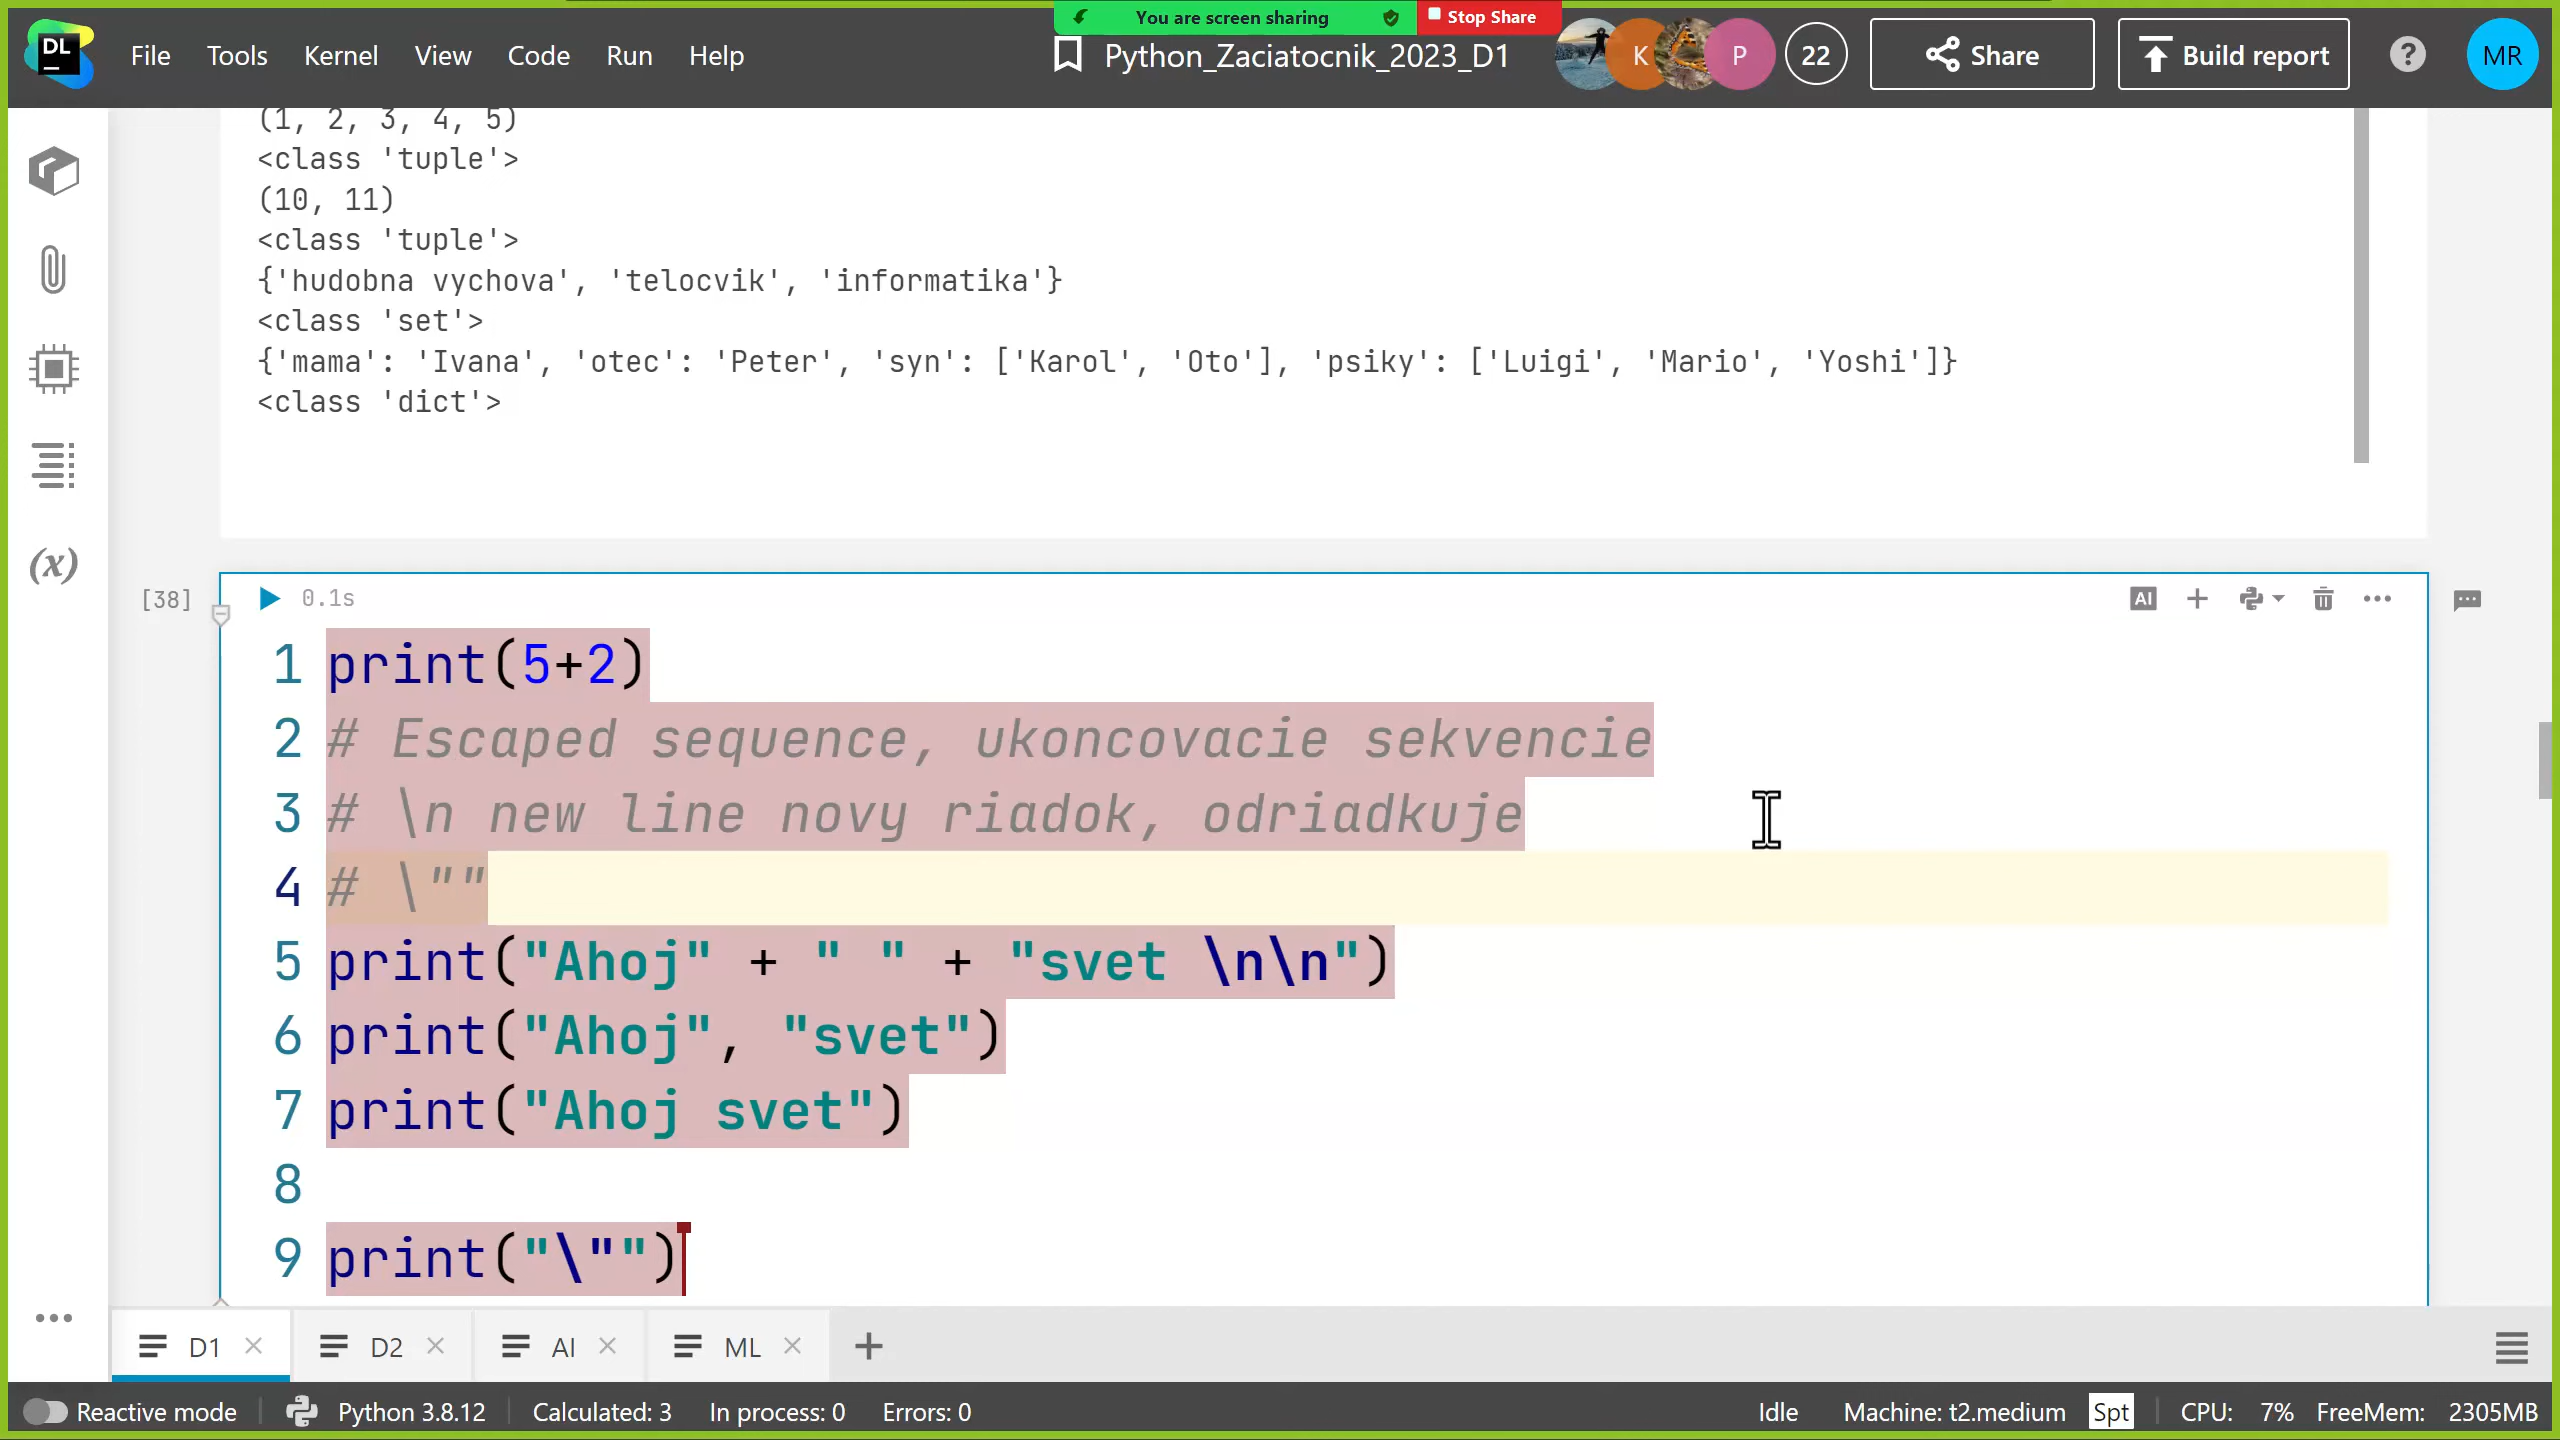 You are screen sharing Stop Share
DL File Tools Kernel View Code Run Help Python_Zaciatocnik_2023_D1 K P 22 Share Build report ? MR
(1, 2, 3, 4, 5)
<class 'tuple'>
(10, 11)
<class 'tuple'>
{'hudobna vychova', 'telocvik', 'informatika'}
<class 'set'>
{'mama': 'Ivana', 'otec': 'Peter', 'syn': ['Karol', 'Oto'], 'psiky': ['Luigi', 'Mario', 'Yoshi']}
<class 'dict'>
(x)
[38] 0.1s AI
1 print(5+2)
2 # Escaped sequence, ukoncovacie sekvencie
3 # \n new line novy riadok, odriadkuje
4 # \""
5 print("Ahoj" + " " + "svet \n\n")
6 print("Ahoj", "svet")
7 print("Ahoj svet")
8
9 print("\"")
D1 D2 AI ML
Reactive mode Python 3.8.12 Calculated: 3 In process: 0 Errors: 0 Idle Machine: t2.medium Spt CPU: 7% FreeMem: 2305MB